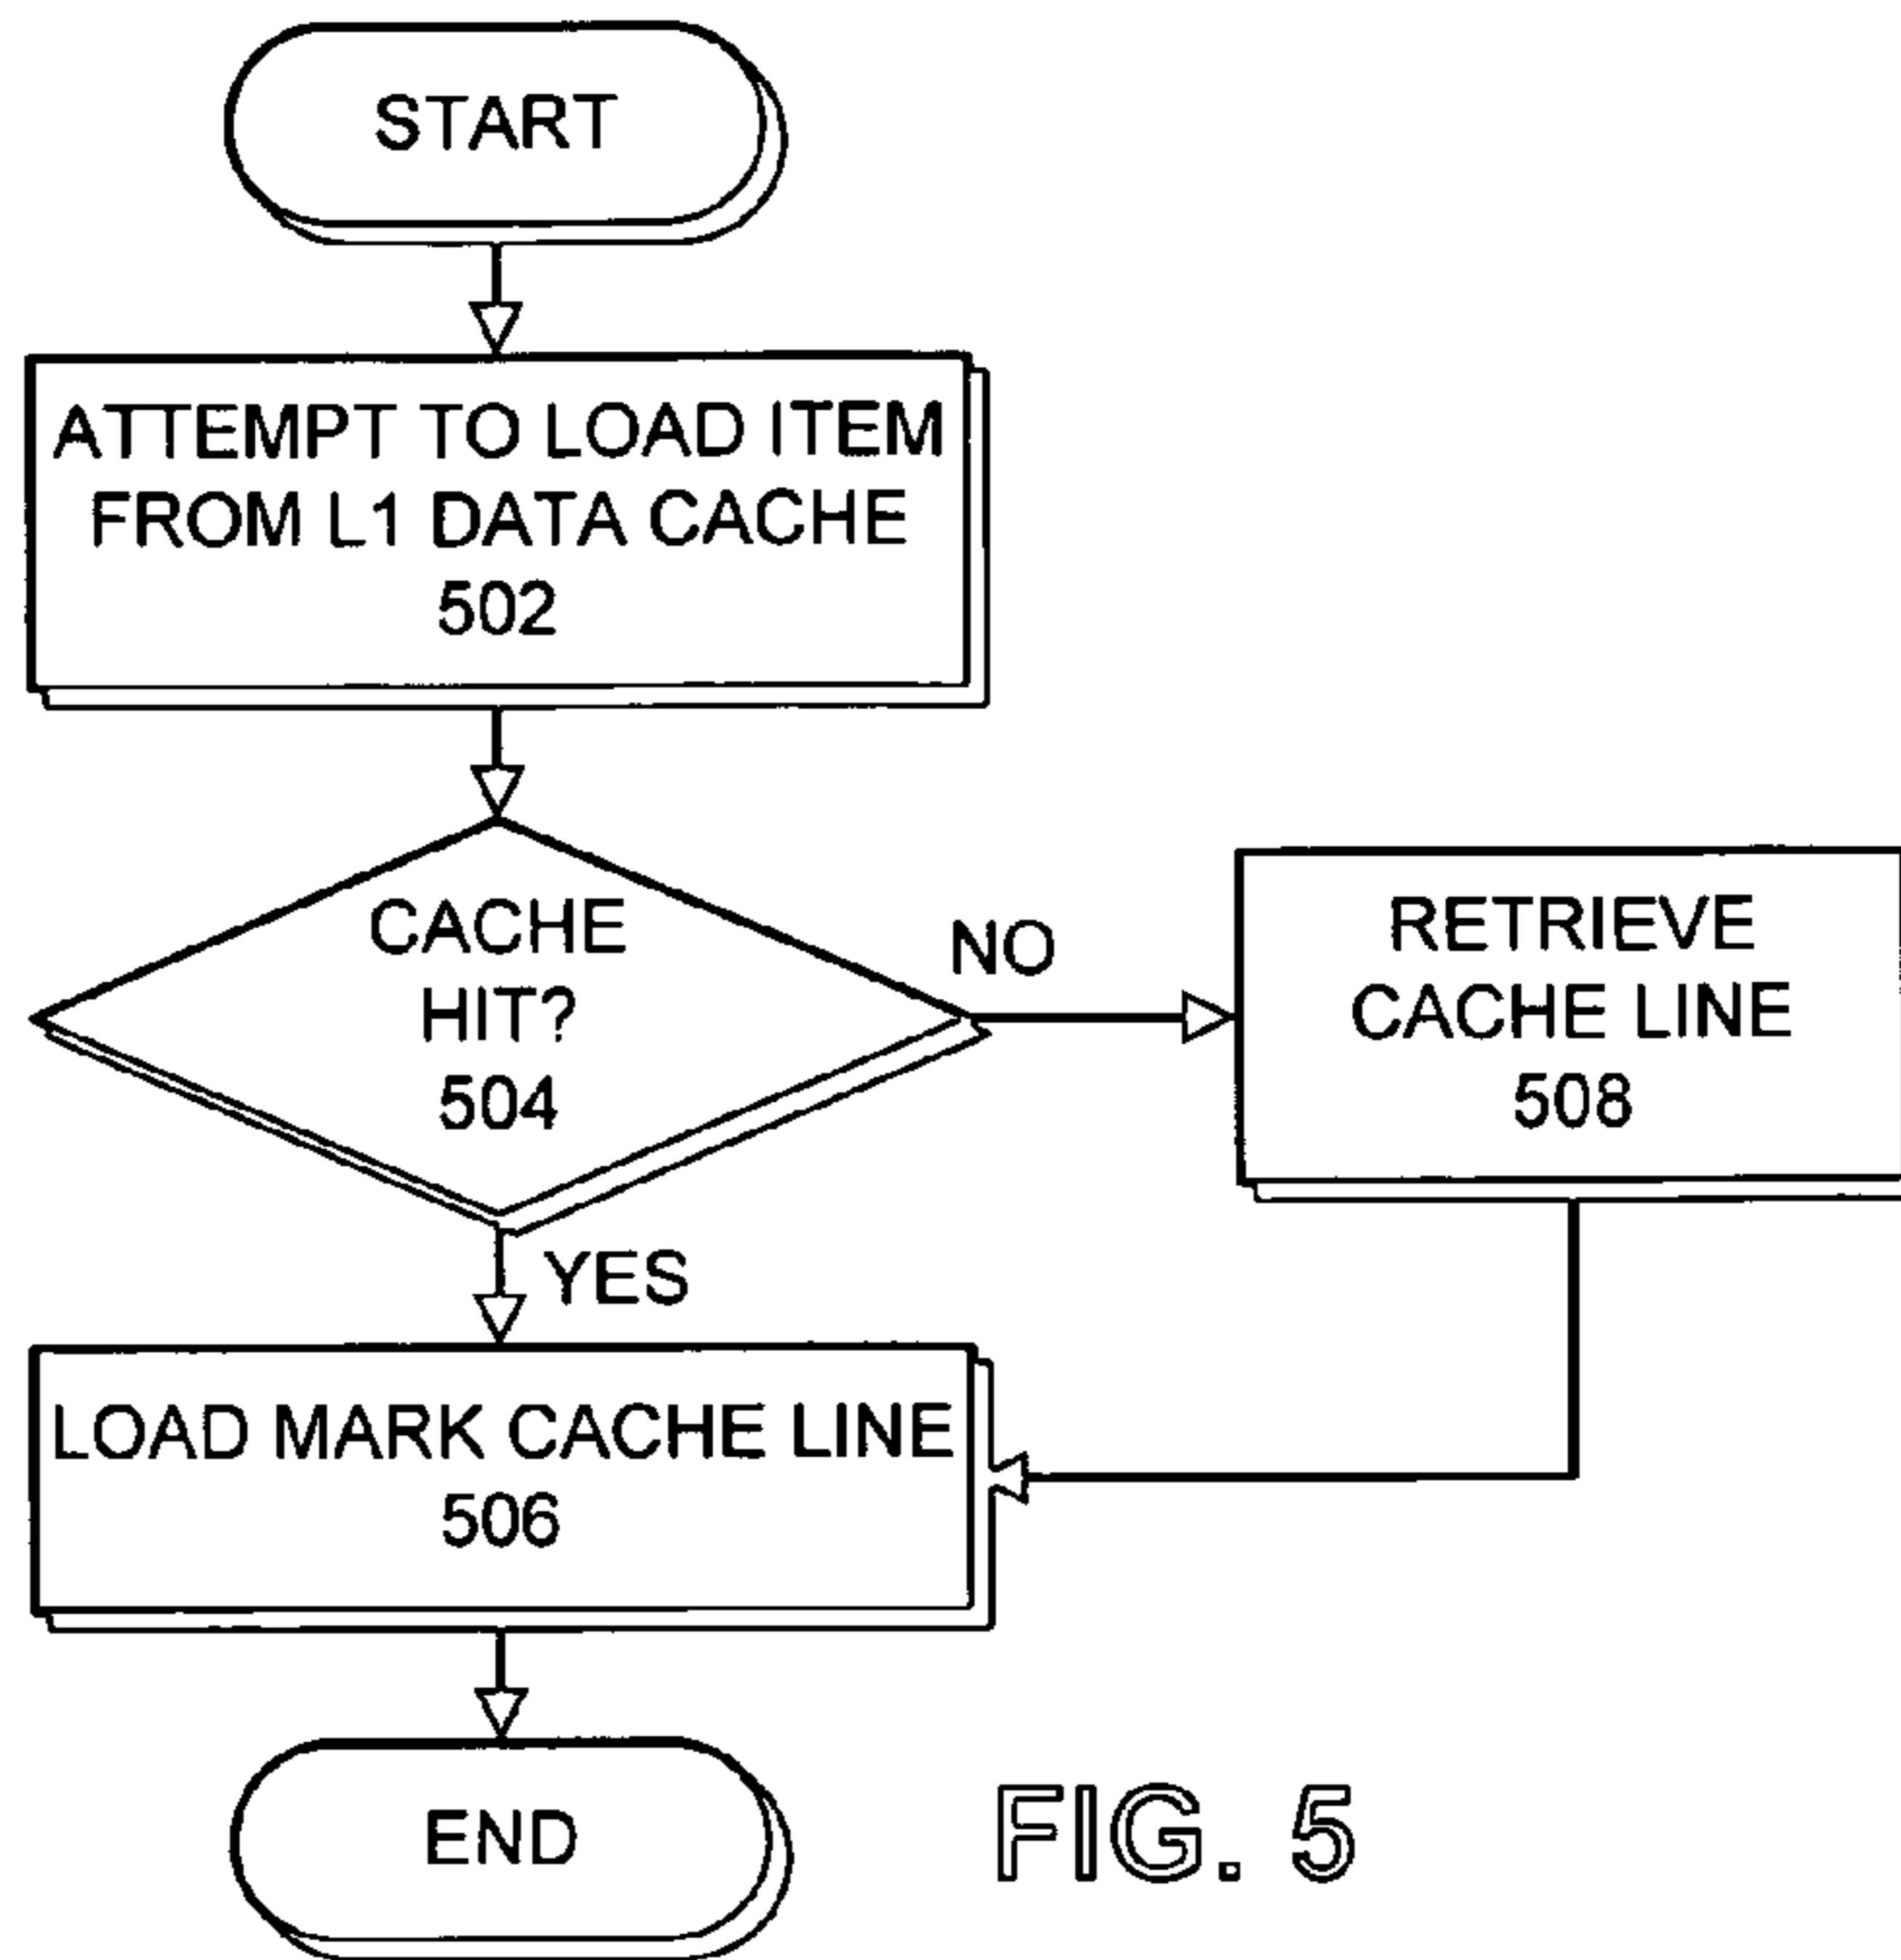 START
ATTEMPT TO LOAD ITEM
FROM L1 DATA CACHE
502
CACHE
HIT?
504
NO
RETRIEVE
CACHE LINE
508
YES
LOAD MARK CACHE LINE
506
END
FIG. 5